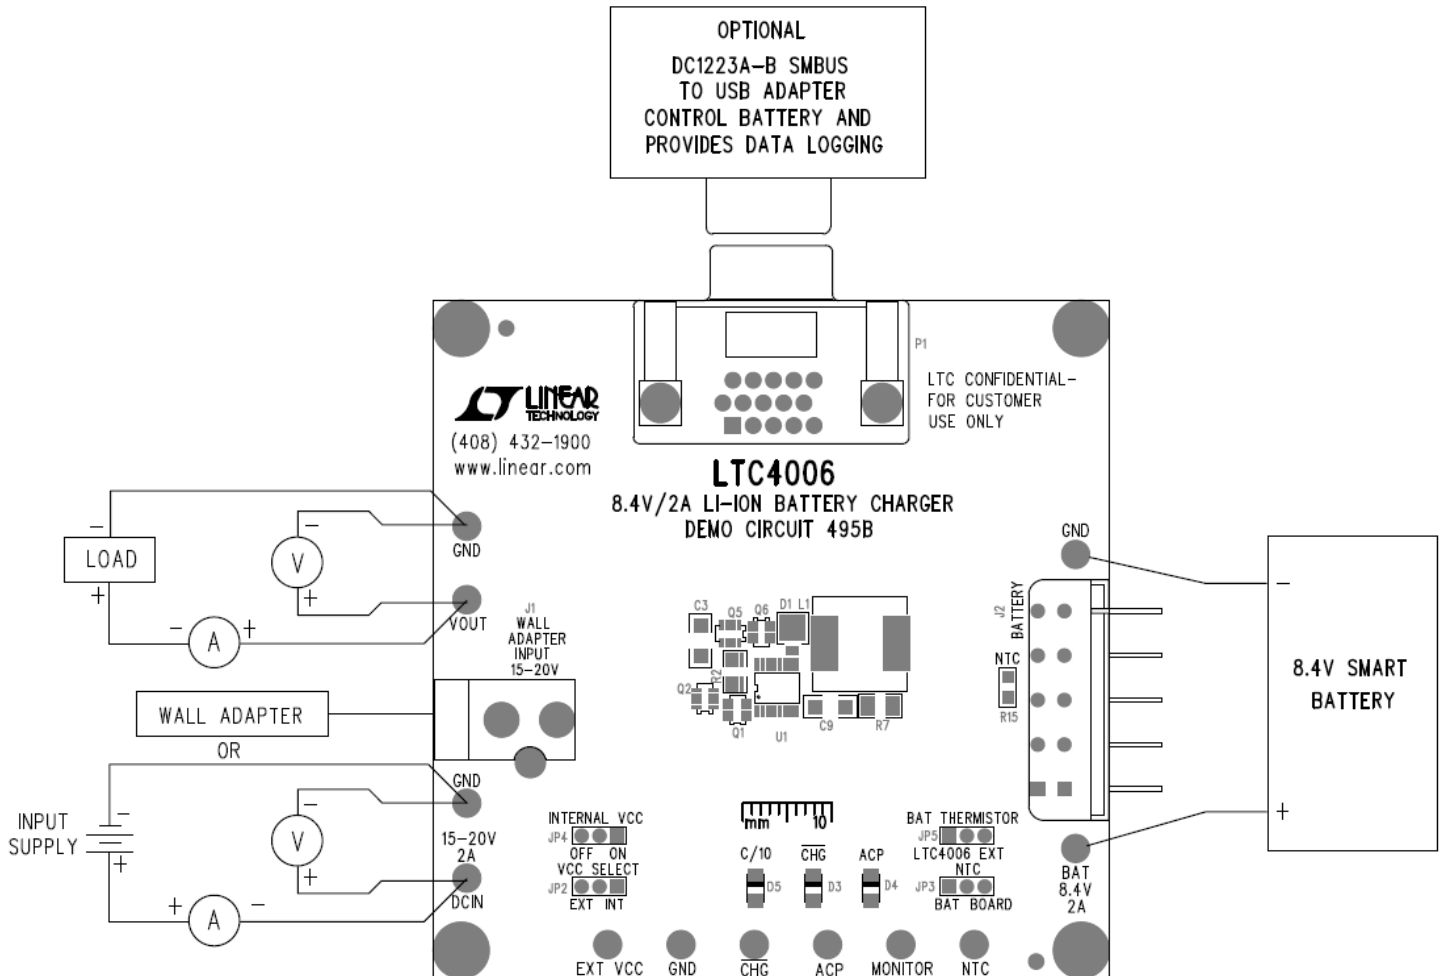 OPTIONAL
DC1223A-B SMBUS
TO USB ADAPTER
CONTROL BATTERY AND
PROVIDES DATA LOGGING
P1
LTC CONFIDENTIAL-
FOR CUSTOMER
USE ONLY
LT LINEAR
TECHNOLOGY
(408) 432-1900
www.linear.com
LTC4006
8.4V/2A LI-ION BATTERY CHARGER
DEMO CIRCUIT 495B
-
LOAD
+
-
V
+
- A +
GND
VOUT
J1
WALL
ADAPTER
INPUT
15-20V
WALL ADAPTER
OR
INPUT
SUPPLY
-
+
-
V
+
+ A -
GND
15-20V
2A
DCIN
C3
Q5
Q6
D1 L1
R2
Q2
Q1
U1
C9
R7
GND
J2
BATTERY
NTC
R15
-
8.4V SMART
BATTERY
+
INTERNAL VCC
JP4
OFF ON
VCC SELECT
JP2
EXT INT
mm 10
C/10
CHG
ACP
D5
D3
D4
BAT THERMISTOR
JP5
LTC4006 EXT
NTC
JP3
BAT BOARD
BAT
8.4V
2A
EXT VCC
GND
CHG
ACP
MONITOR
NTC